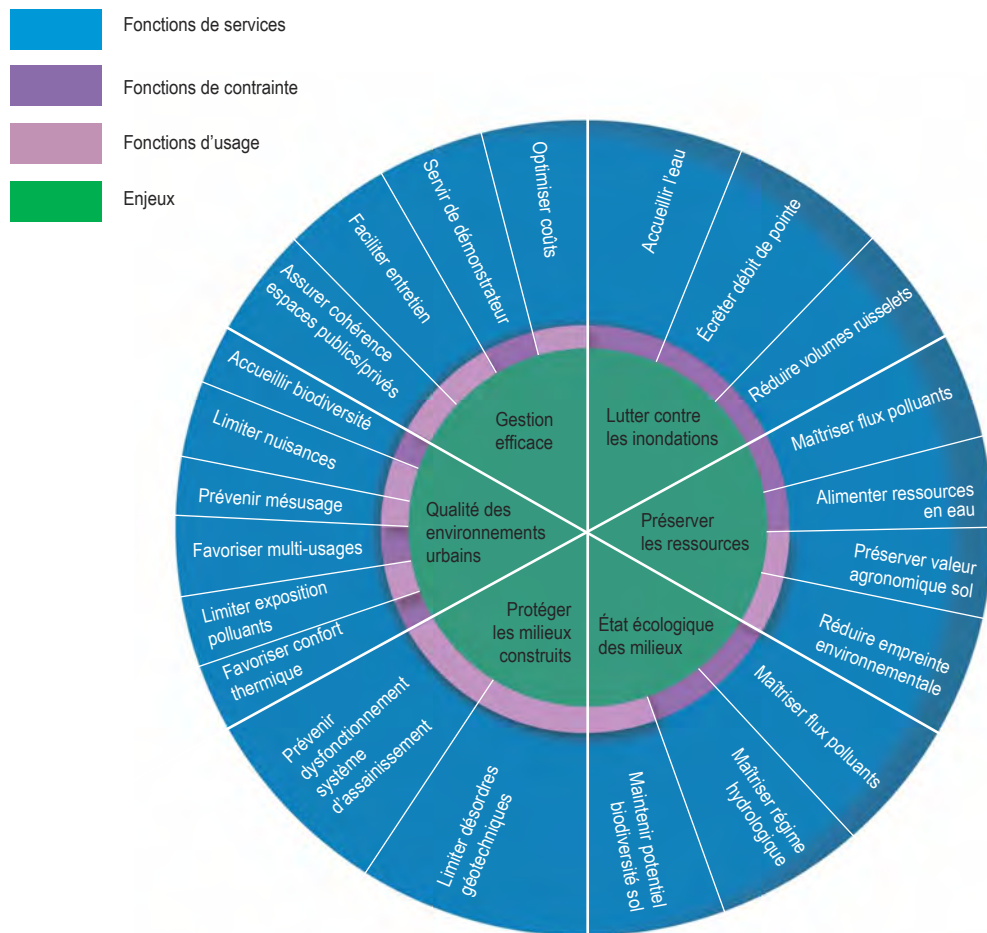 Fonctions de services
Fonctions de contrainte
Fonctions d'usage
Enjeux
Accueillir l'eau
Écrêter débit de pointe
Réduire volumes ruisselets
Maîtriser flux polluants
Alimenter ressources
en eau
Préserver valeur
agronomique sol
Réduire empreinte
environnementale
Maîtriser flux polluants
Maîtriser régime
hydrologique
Maintenir potentiel
biodiversité sol
Limiter désordres
géotechniques
Prévenir
dysfonctionnement
système
d'assainissement
Favoriser confort
thermique
Limiter exposition
polluants
Favoriser multi-usages
Prévenir mésusage
Limiter nuisances
Accueillir biodiversité
Assurer cohérence
espaces publics/privés
Faciliter entretien
Servir de démonstrateur
Optimiser coûts
Gestion
efficace
Lutter contre
les inondations
Qualité des
environnements
urbains
Préserver
les ressources
Protéger
les milieux
construits
État écologique
des milieux